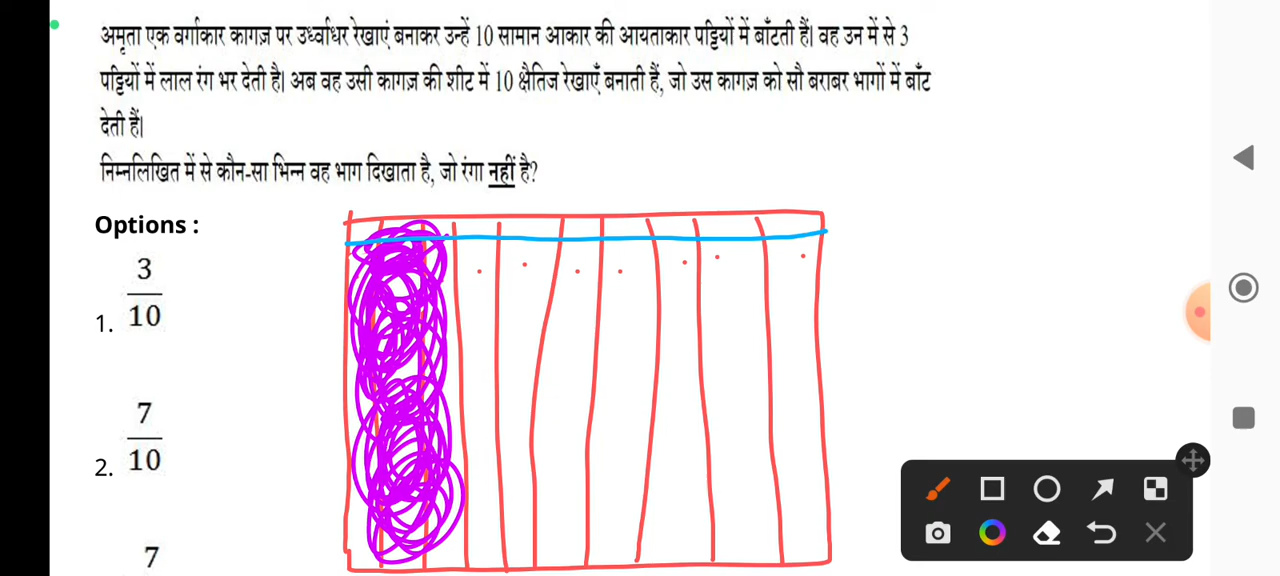 अमृता एक वर्गाकार कागज़ पर उर्ध्वाधर रेखाएं बनाकर उन्हें 10 सामान आकार की आयताकार पट्टियों में बाँटती हैं| वह उन में से 3
पट्टियों में लाल रंग भर देती है| अब वह उसी कागज़ की शीट में 10 क्षैतिज रेखाएँ बनाती हैं, जो उस कागज़ को सौ बराबर भागों में बाँट
देती हैं|
निम्नलिखित में से कौन-सा भिन्न वह भाग दिखाता है, जो रंगा नहीं है?
Options :
1. 3/10
2. 7/10
7